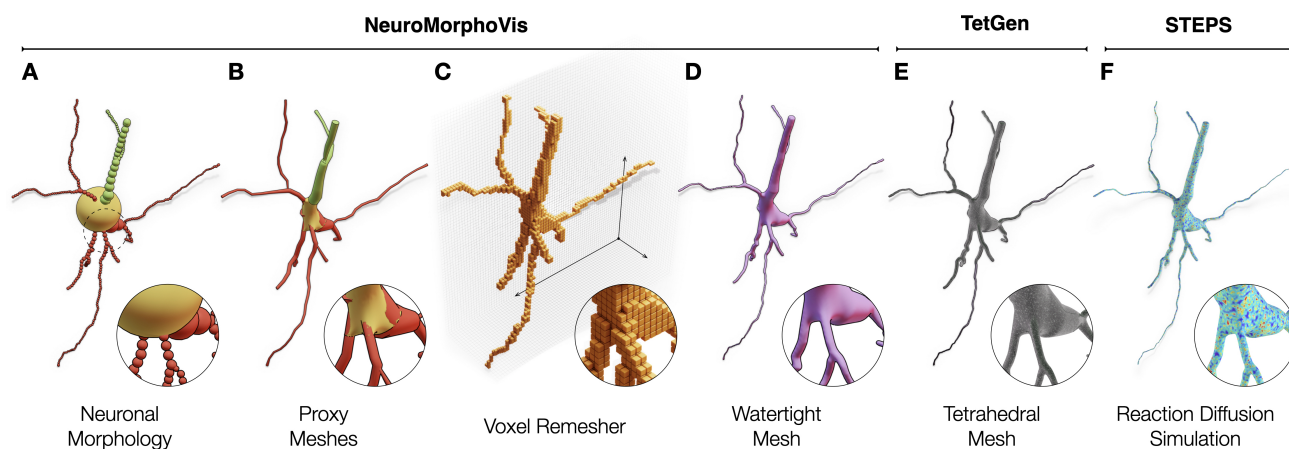 NeuroMorphoVis
TetGen
STEPS
A
B
C
D
E
F
Neuronal
Morphology
Proxy
Meshes
Voxel Remesher
Watertight
Mesh
Tetrahedral
Mesh
Reaction Diffusion
Simulation